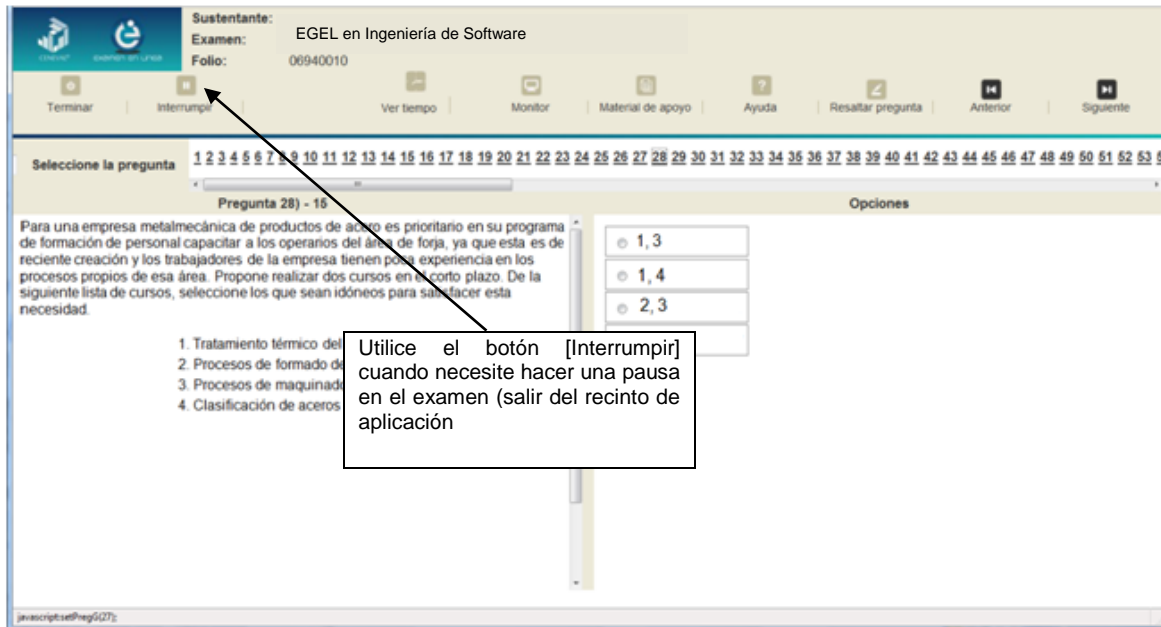 Sustentante:
Examen: EGEL en Ingeniería de Software
Folio: 06940010
CENEVAL examen en línea
Terminar Interrumpir Ver tiempo Monitor Material de apoyo Ayuda Resaltar pregunta Anterior Siguiente
Seleccione la pregunta 1 2 3 4 5 6 7 8 9 10 11 12 13 14 15 16 17 18 19 20 21 22 23 24 25 26 27 28 29 30 31 32 33 34 35 36 37 38 39 40 41 42 43 44 45 46 47 48 49 50 51 52 53
Pregunta 28) - 15
Opciones
Para una empresa metalmecánica de productos de acero es prioritario en su programa
de formación de personal capacitar a los operarios del área de forja, ya que esta es de
reciente creación y los trabajadores de la empresa tienen poca experiencia en los
procesos propios de esa área. Propone realizar dos cursos en el corto plazo. De la
siguiente lista de cursos, seleccione los que sean idóneos para satisfacer esta
necesidad.
1. Tratamiento térmico del
2. Procesos de formado de
3. Procesos de maquinado
4. Clasificación de aceros
1, 3
1, 4
2, 3
Utilice el botón [Interrumpir]
cuando necesite hacer una pausa
en el examen (salir del recinto de
aplicación
javascript:setPregG(27);